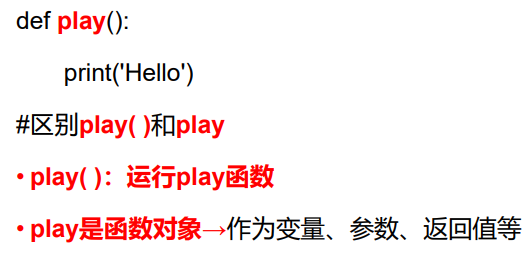 def play():
print('Hello')
#区别play( )和play
• play( )：运行play函数
• play是函数对象→作为变量、参数、返回值等